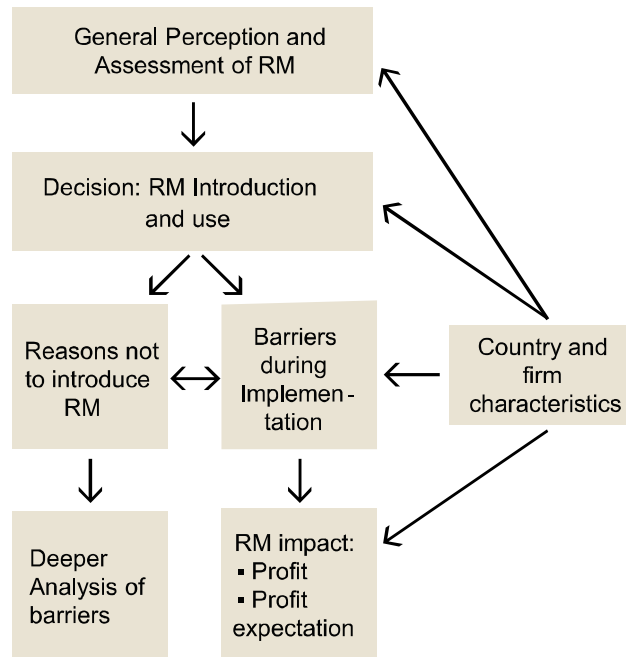 General Perception and
Assessment of RM
Decision: RM Introduction
and use
Reasons not
to introduce
RM
Barriers
during
Implemen -
tation
Country and
firm
characteristics
Deeper
Analysis of
barriers
RM impact:
▪ Profit
▪ Profit
expectation